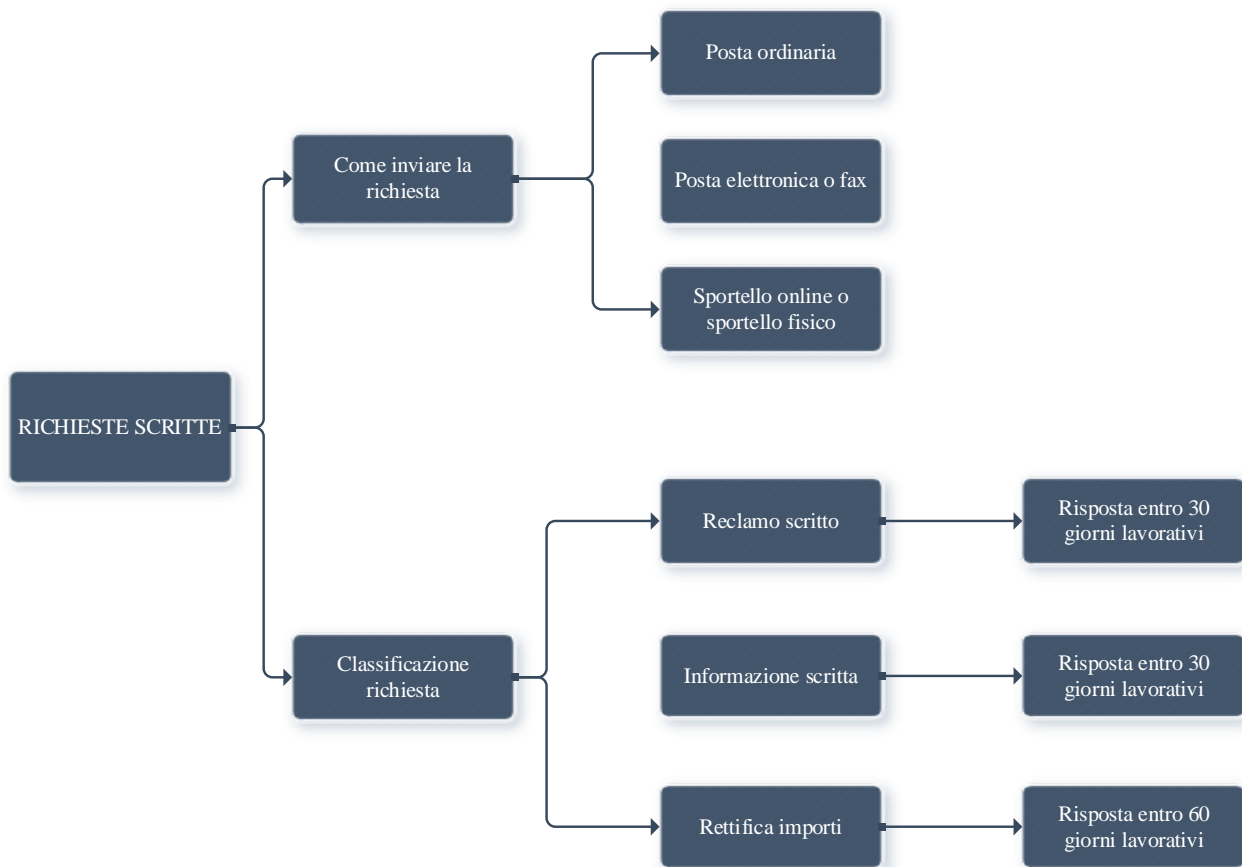 Posta ordinaria
Come inviare la
richiesta
Posta elettronica o fax
Sportello online o
sportello fisico
RICHIESTE SCRITTE
Reclamo scritto
Risposta entro 30
giorni lavorativi
Classificazione
richiesta
Informazione scritta
Risposta entro 30
giorni lavorativi
Rettifica importi
Risposta entro 60
giorni lavorativi